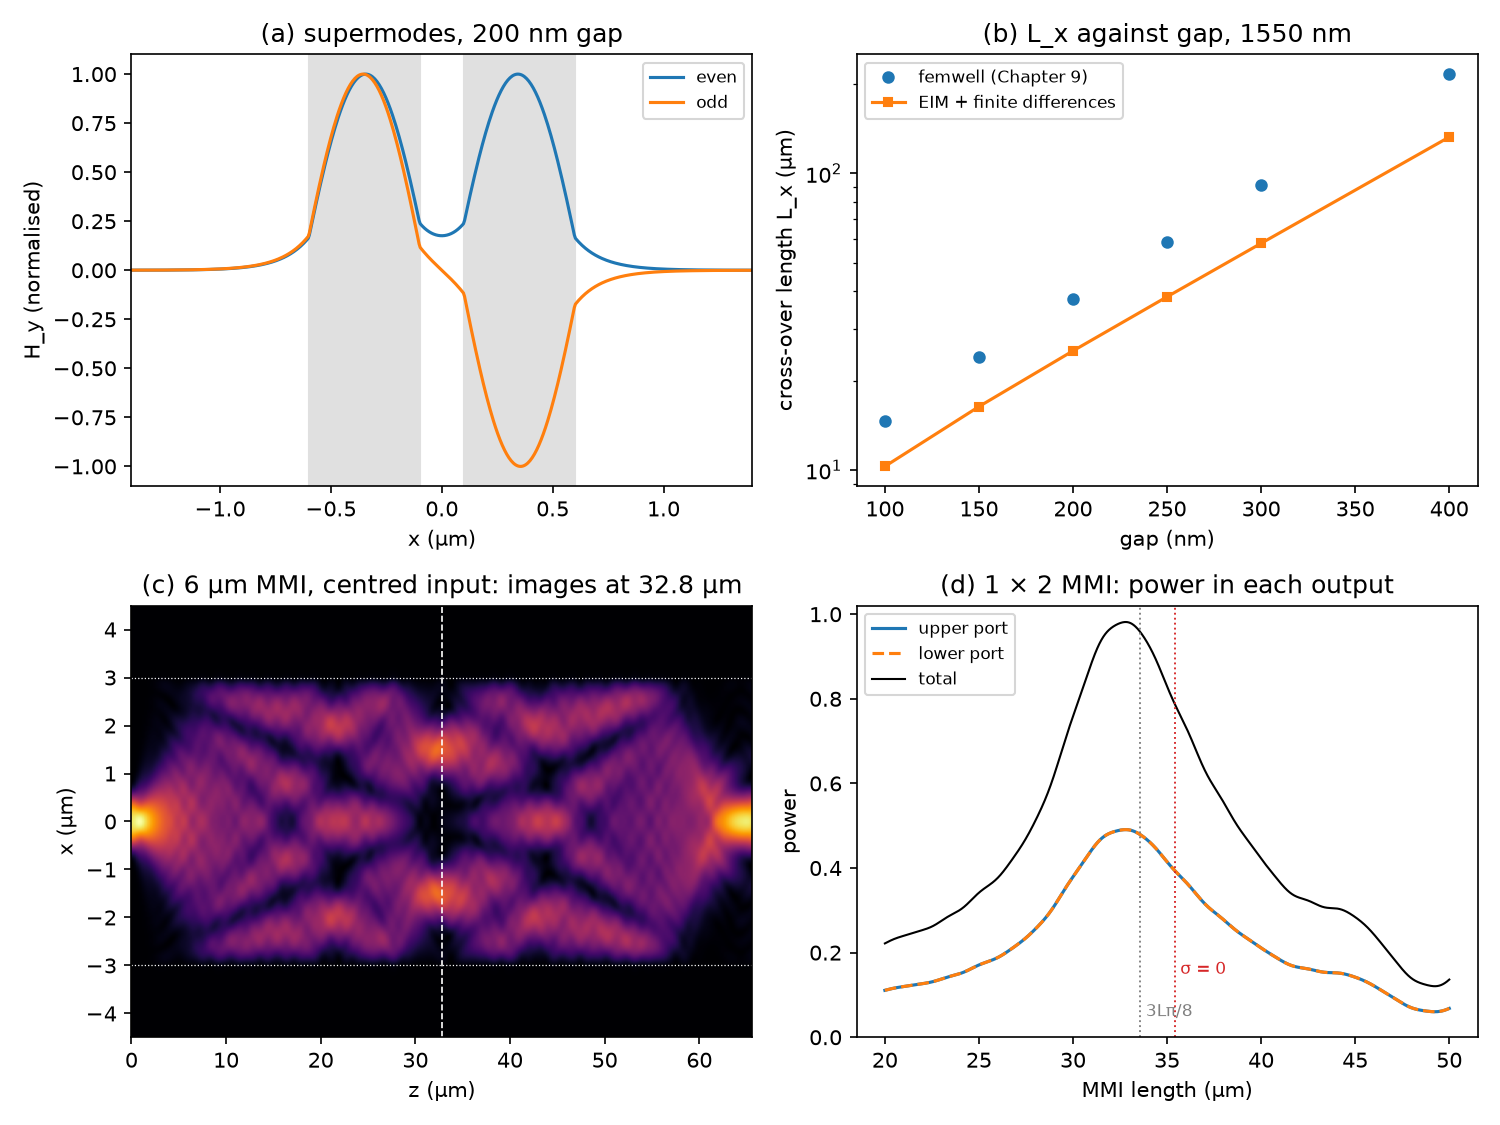 (a) supermodes, 200 nm gap
even
odd
1.00
0.75
0.50
0.25
0.00
−0.25
−0.50
−0.75
−1.00
H_y (normalised)
−1.0
−0.5
0.0
0.5
1.0
x (μm)
(b) L_x against gap, 1550 nm
femwell (Chapter 9)
EIM + finite differences
10²
10¹
cross-over length L_x (μm)
100
150
200
250
300
350
400
gap (nm)
(c) 6 μm MMI, centred input: images at 32.8 μm
4
3
2
1
0
−1
−2
−3
−4
x (μm)
0
10
20
30
40
50
60
z (μm)
(d) 1 × 2 MMI: power in each output
upper port
lower port
total
1.0
0.8
0.6
0.4
0.2
0.0
power
σ = 0
3Lπ/8
20
25
30
35
40
45
50
MMI length (μm)